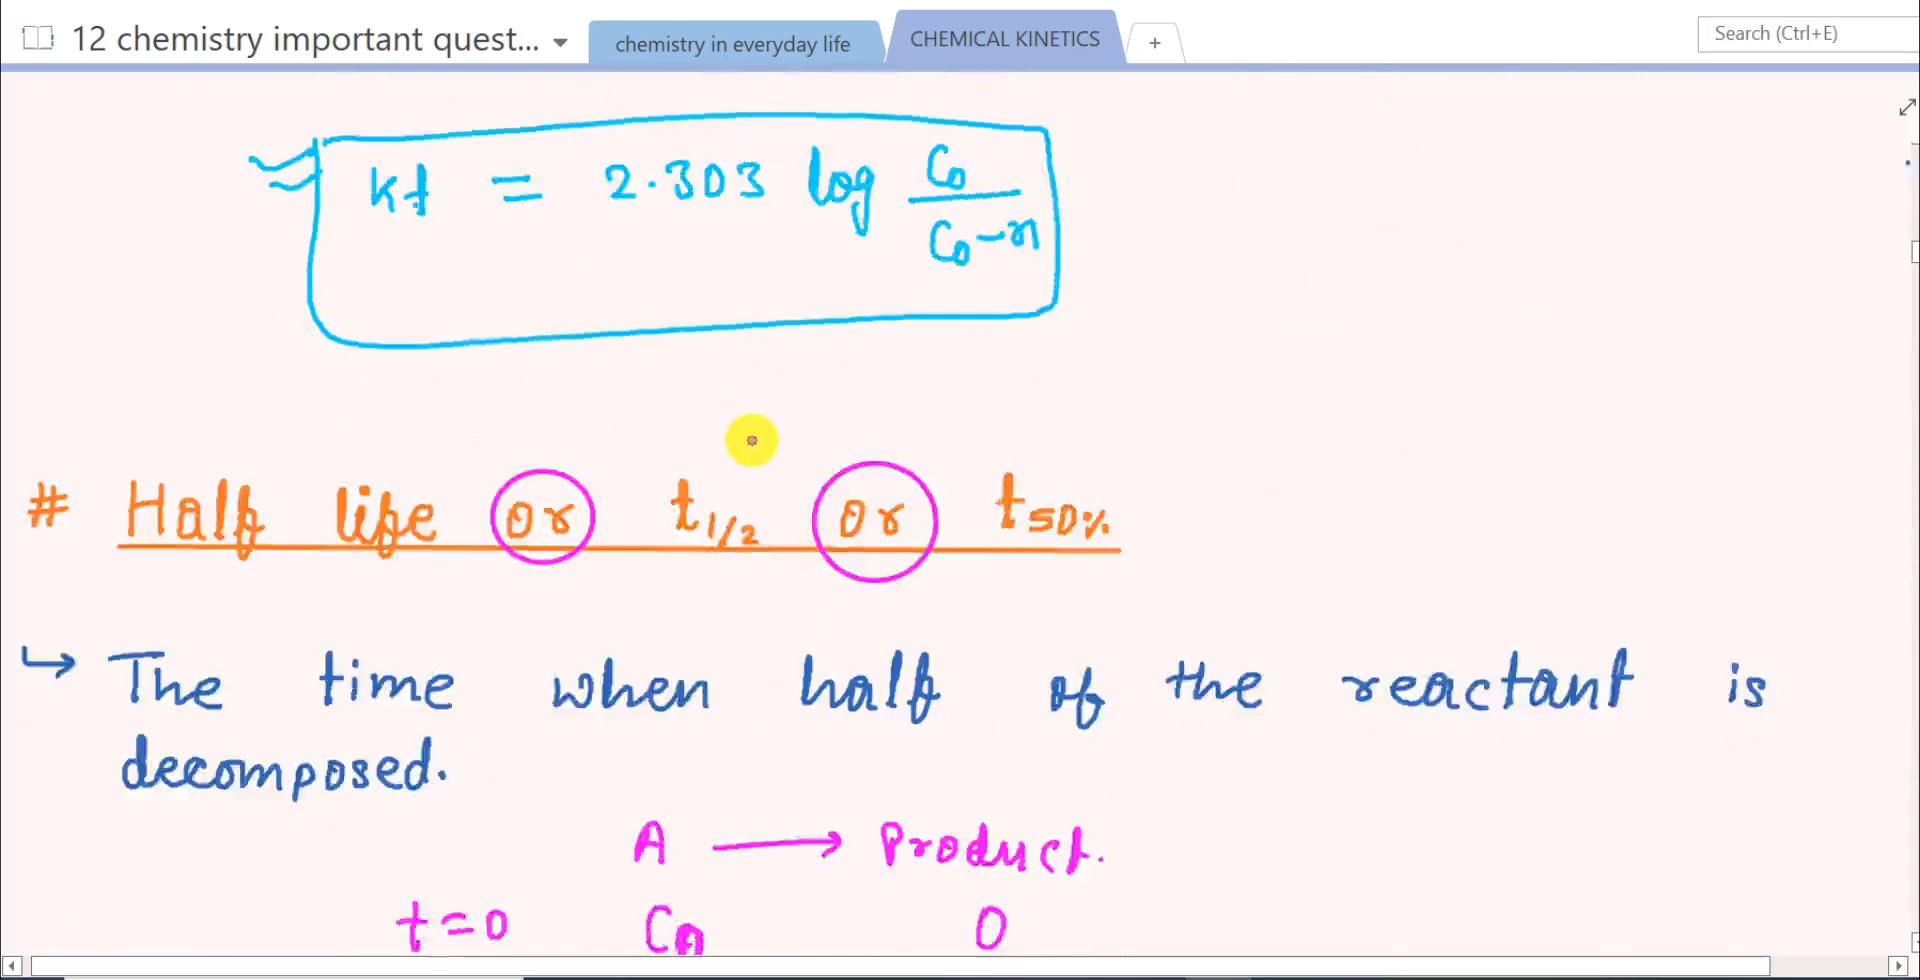 12 chemistry important quest...
chemistry in everyday life
CHEMICAL KINETICS
+
Search (Ctrl+E)
kt = 2.303 log C₀ / C₀-x
# Half life or t1/2 or t50%
↳ The time when half of the reactant is
decomposed.
A → Product.
t=0 C₀ 0